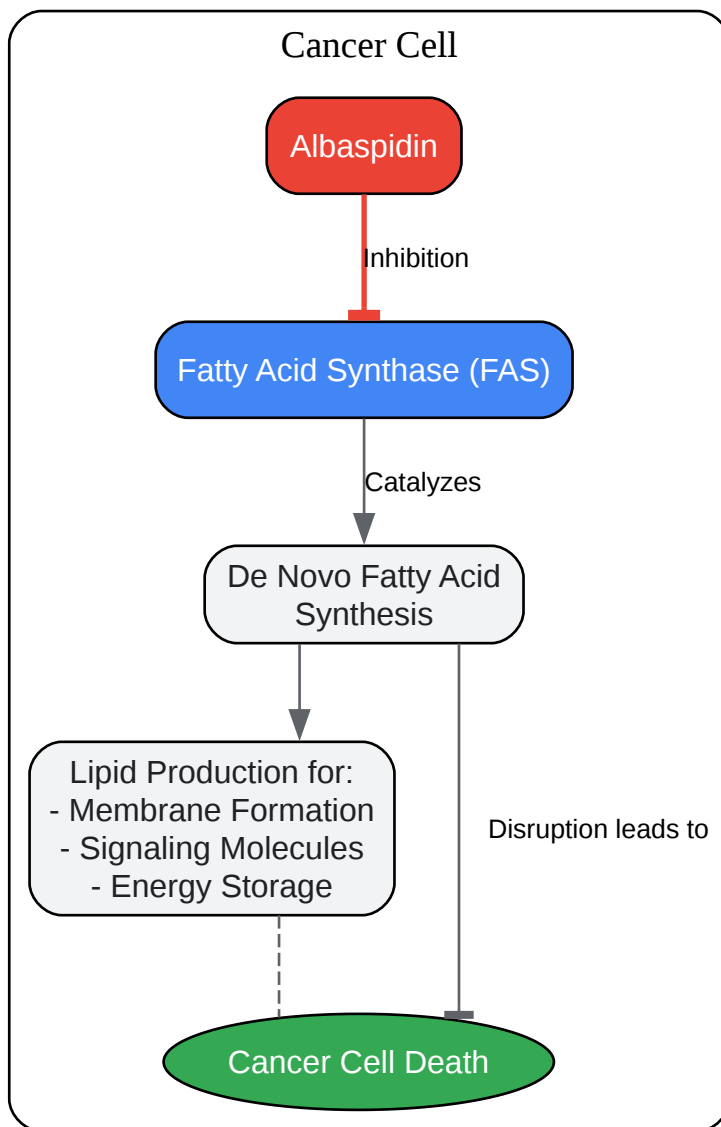 Cancer Cell
Albaspidin
Inhibition
Fatty Acid Synthase (FAS)
Catalyzes
De Novo Fatty Acid
Synthesis
Lipid Production for:
- Membrane Formation
- Signaling Molecules
- Energy Storage
Disruption leads to
Cancer Cell Death